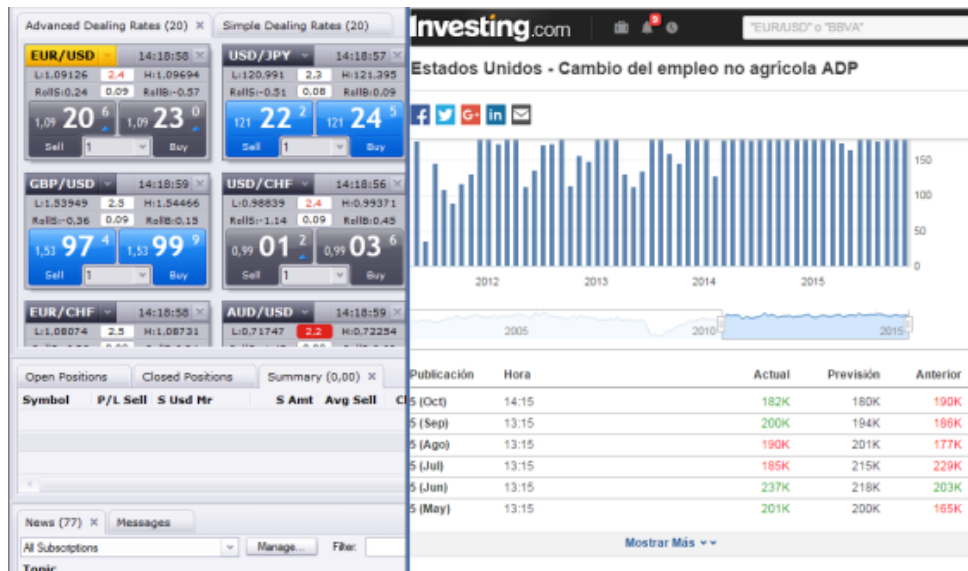 Advanced Dealing Rates (20) × Simple Dealing Rates (20)
EUR/USD 14:18:58 ×
L:1,09126 2.4 H:1,09694
RollS:0.24 0.09 RollB:-0.57
1,09 20 6 1,09 23 0
Sell 1 Buy
USD/JPY 14:18:57 ×
L:120.991 2.3 H:121.395
RollS:-0.51 0.08 RollB:0.09
121 22 2 121 24 5
Sell 1 Buy
GBP/USD 14:18:59 ×
L:1.53949 2.5 H:1.54466
RollS:-0.36 0.09 RollB:0.15
1,53 97 4 1,53 99 9
Sell 1 Buy
USD/CHF 14:18:56 ×
L:0.98839 2.4 H:0.99371
RollS:-1.14 0.09 RollB:0.45
0,99 01 2 0,99 03 6
Sell 1 Buy
EUR/CHF 14:18:58 ×
L:1,08074 2.5 H:1,08731
AUD/USD 14:18:59 ×
L:0.71747 2.2 H:0.72254
Open Positions Closed Positions Summary (0,00) ×
Symbol P/L Sell S Usd Mr S Amt Avg Sell
News (77) × Messages
All Subscriptions Manage... Filter:
Topic
Investing.com 9 "EUR/USD" o "BBVA"
Estados Unidos - Cambio del empleo no agrícola ADP
150
100
50
0
2012 2013 2014 2015
2005 2010 2015
Publicación Hora Actual Previsión Anterior
5 (Oct) 14:15 182K 180K 190K
5 (Sep) 13:15 200K 194K 186K
5 (Ago) 13:15 190K 201K 177K
5 (Jul) 13:15 185K 215K 229K
5 (Jun) 13:15 237K 218K 203K
5 (May) 13:15 201K 200K 165K
Mostrar Más